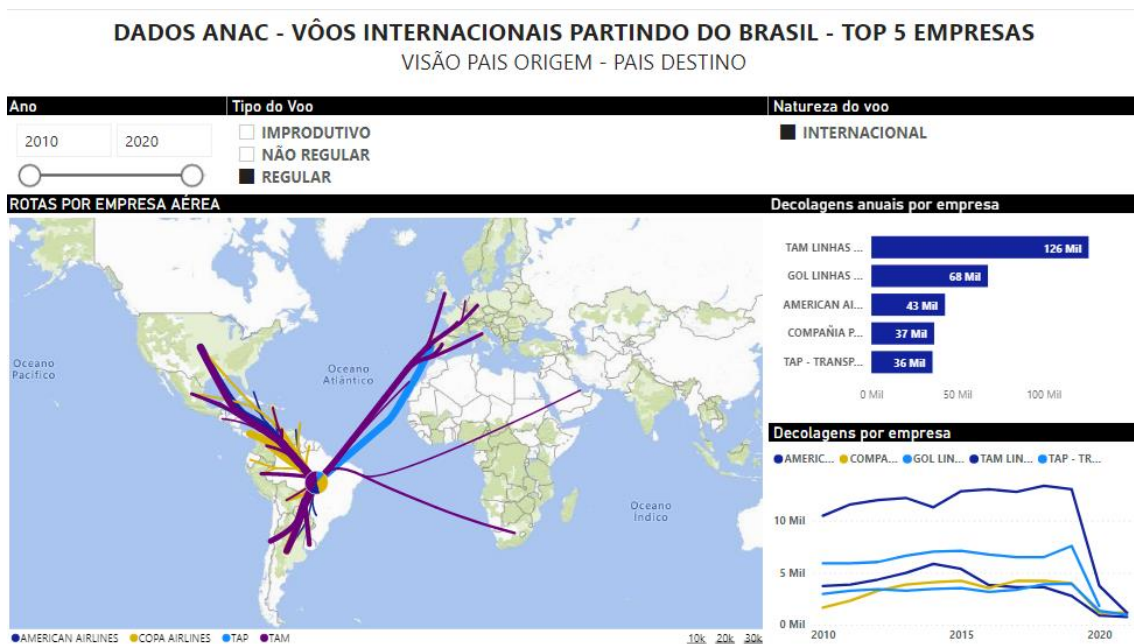 DADOS ANAC - VÔOS INTERNACIONAIS PARTINDO DO BRASIL - TOP 5 EMPRESAS
VISÃO PAIS ORIGEM - PAIS DESTINO
Ano
Tipo do Voo
Natureza do voo
2010
2020
IMPRODUTIVO
NÃO REGULAR
REGULAR
INTERNACIONAL
ROTAS POR EMPRESA AÉREA
Oceano
Pacífico
Oceano
Atlântico
Oceano
Índico
AMERICAN AIRLINES COPA AIRLINES TAP TAM
10k 20k 30k
Decolagens anuais por empresa
TAM LINHAS ... 126 Mil
GOL LINHAS ... 68 Mil
AMERICAN AI... 43 Mil
COMPAÑIA P... 37 Mil
TAP - TRANSP... 36 Mil
0 Mil 50 Mil 100 Mil
Decolagens por empresa
AMERIC... COMPA... GOL LIN... TAM LIN... TAP - TR...
10 Mil
5 Mil
0 Mil
2010 2015 2020